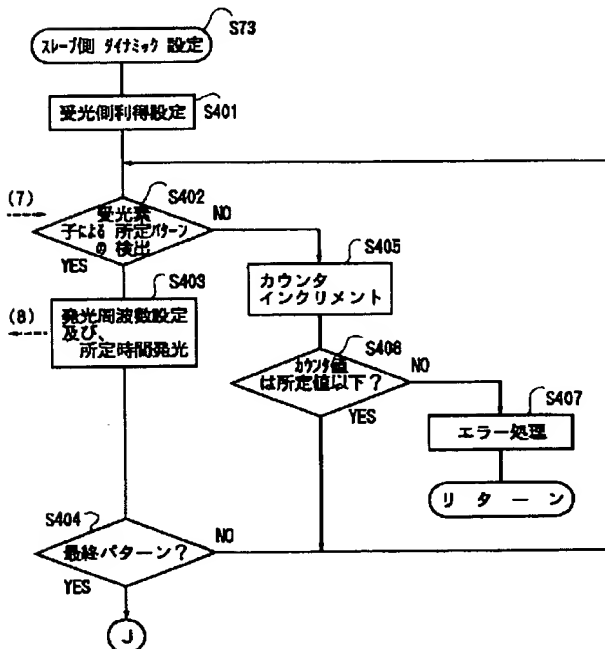 スレーブ側 ダイナミック 設定
S73
受光側利得設定
S401
(7)
S402
受光素
子による 所定パターン
の 検出
NO
YES
S403
S405
カウンタ
インクリメント
(8)
発光周波数設定
及び、
所定時間発光
S406
カウンタ値
は所定値以下？
NO
YES
S407
エラー処理
リターン
S404
最終パターン？
NO
YES
J